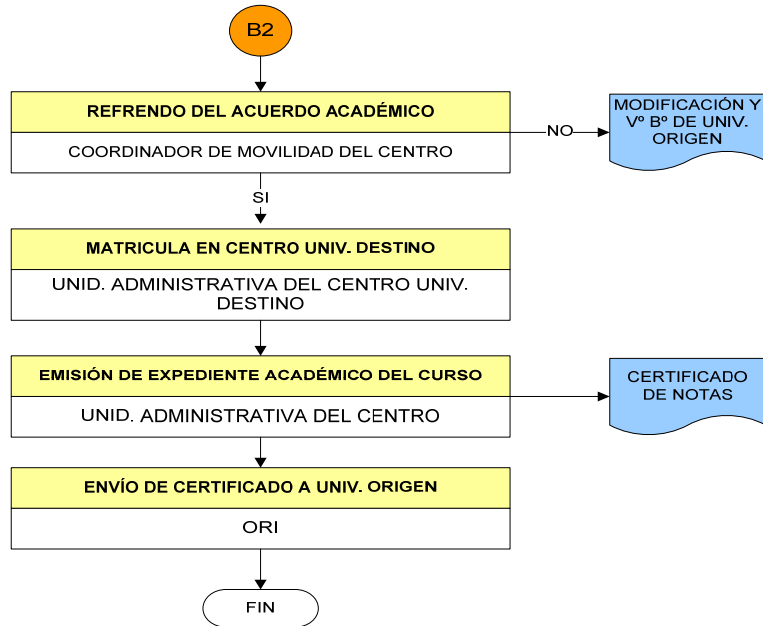 B2
REFRENDO DEL ACUERDO ACADÉMICO
COORDINADOR DE MOVILIDAD DEL CENTRO
NO
MODIFICACIÓN Y
Vº Bº DE UNIV.
ORIGEN
SI
MATRICULA EN CENTRO UNIV. DESTINO
UNID. ADMINISTRATIVA DEL CENTRO UNIV.
DESTINO
EMISIÓN DE EXPEDIENTE ACADÉMICO DEL CURSO
UNID. ADMINISTRATIVA DEL CENTRO
CERTIFICADO
DE NOTAS
ENVÍO DE CERTIFICADO A UNIV. ORIGEN
ORI
FIN